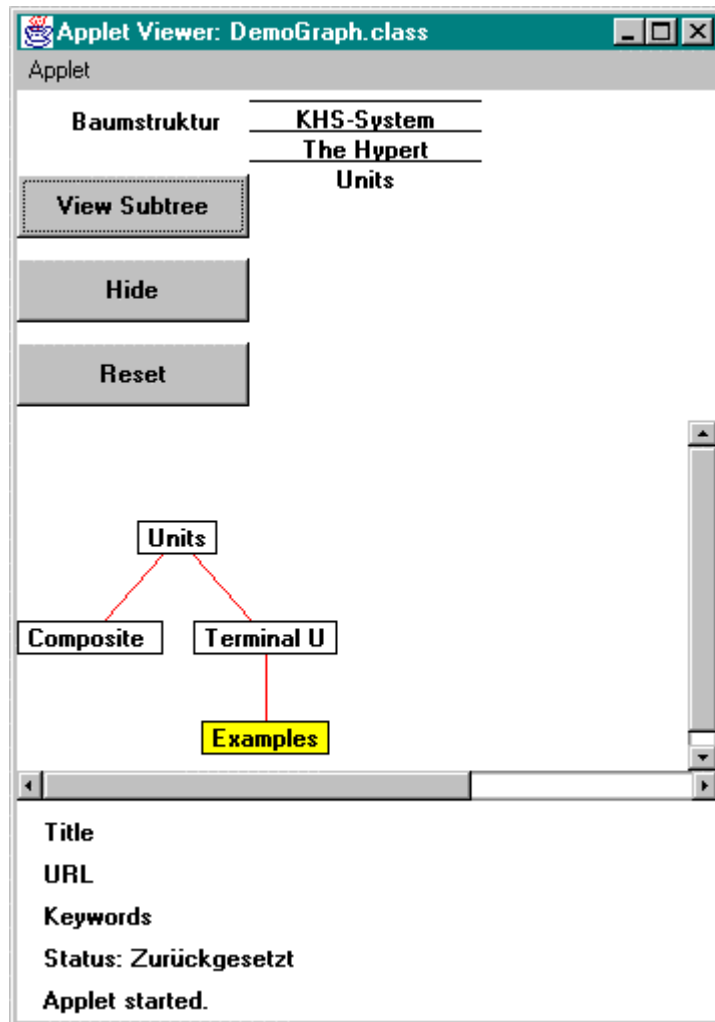 Applet Viewer: DemoGraph.class
Applet
Baumstruktur
KHS-System
The Hypert
Units
View Subtree
Hide
Reset
Units
Composite
Terminal U
Examples
Title
URL
Keywords
Status: Zurückgesetzt
Applet started.